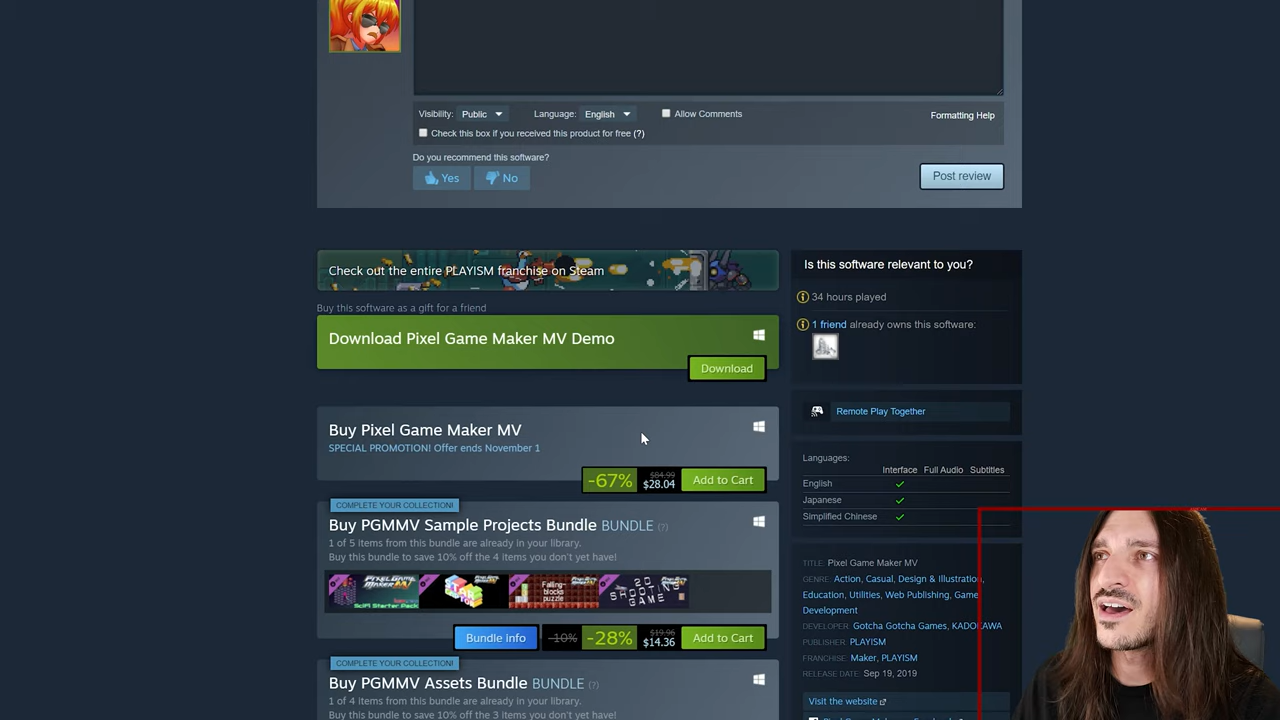 Visibility: Public Language: English Allow Comments Formatting Help
Check this box if you received this product for free (?)
Do you recommend this software?
Yes No Post review
Check out the entire PLAYISM franchise on Steam
Buy this software as a gift for a friend
Download Pixel Game Maker MV Demo
Download
Buy Pixel Game Maker MV
SPECIAL PROMOTION! Offer ends November 1
-67% $84.99 $28.04 Add to Cart
COMPLETE YOUR COLLECTION!
Buy PGMMV Sample Projects Bundle BUNDLE (?)
1 of 5 items from this bundle are already in your library.
Buy this bundle to save 10% off the 4 items you don't yet have!
Bundle info -10% -28% $19.96 $14.36 Add to Cart
COMPLETE YOUR COLLECTION!
Buy PGMMV Assets Bundle BUNDLE (?)
1 of 4 items from this bundle are already in your library.
Buy this bundle to save 10% off the 3 items you don't yet have!
Is this software relevant to you?
34 hours played
1 friend already owns this software:
Remote Play Together
Languages:
Interface Full Audio Subtitles
English
Japanese
Simplified Chinese
TITLE: Pixel Game Maker MV
GENRE: Action, Casual, Design & Illustration,
Education, Utilities, Web Publishing, Game
Development
DEVELOPER: Gotcha Gotcha Games, KADOKAWA
PUBLISHER: PLAYISM
FRANCHISE: Maker, PLAYISM
RELEASE DATE: Sep 19, 2019
Visit the website